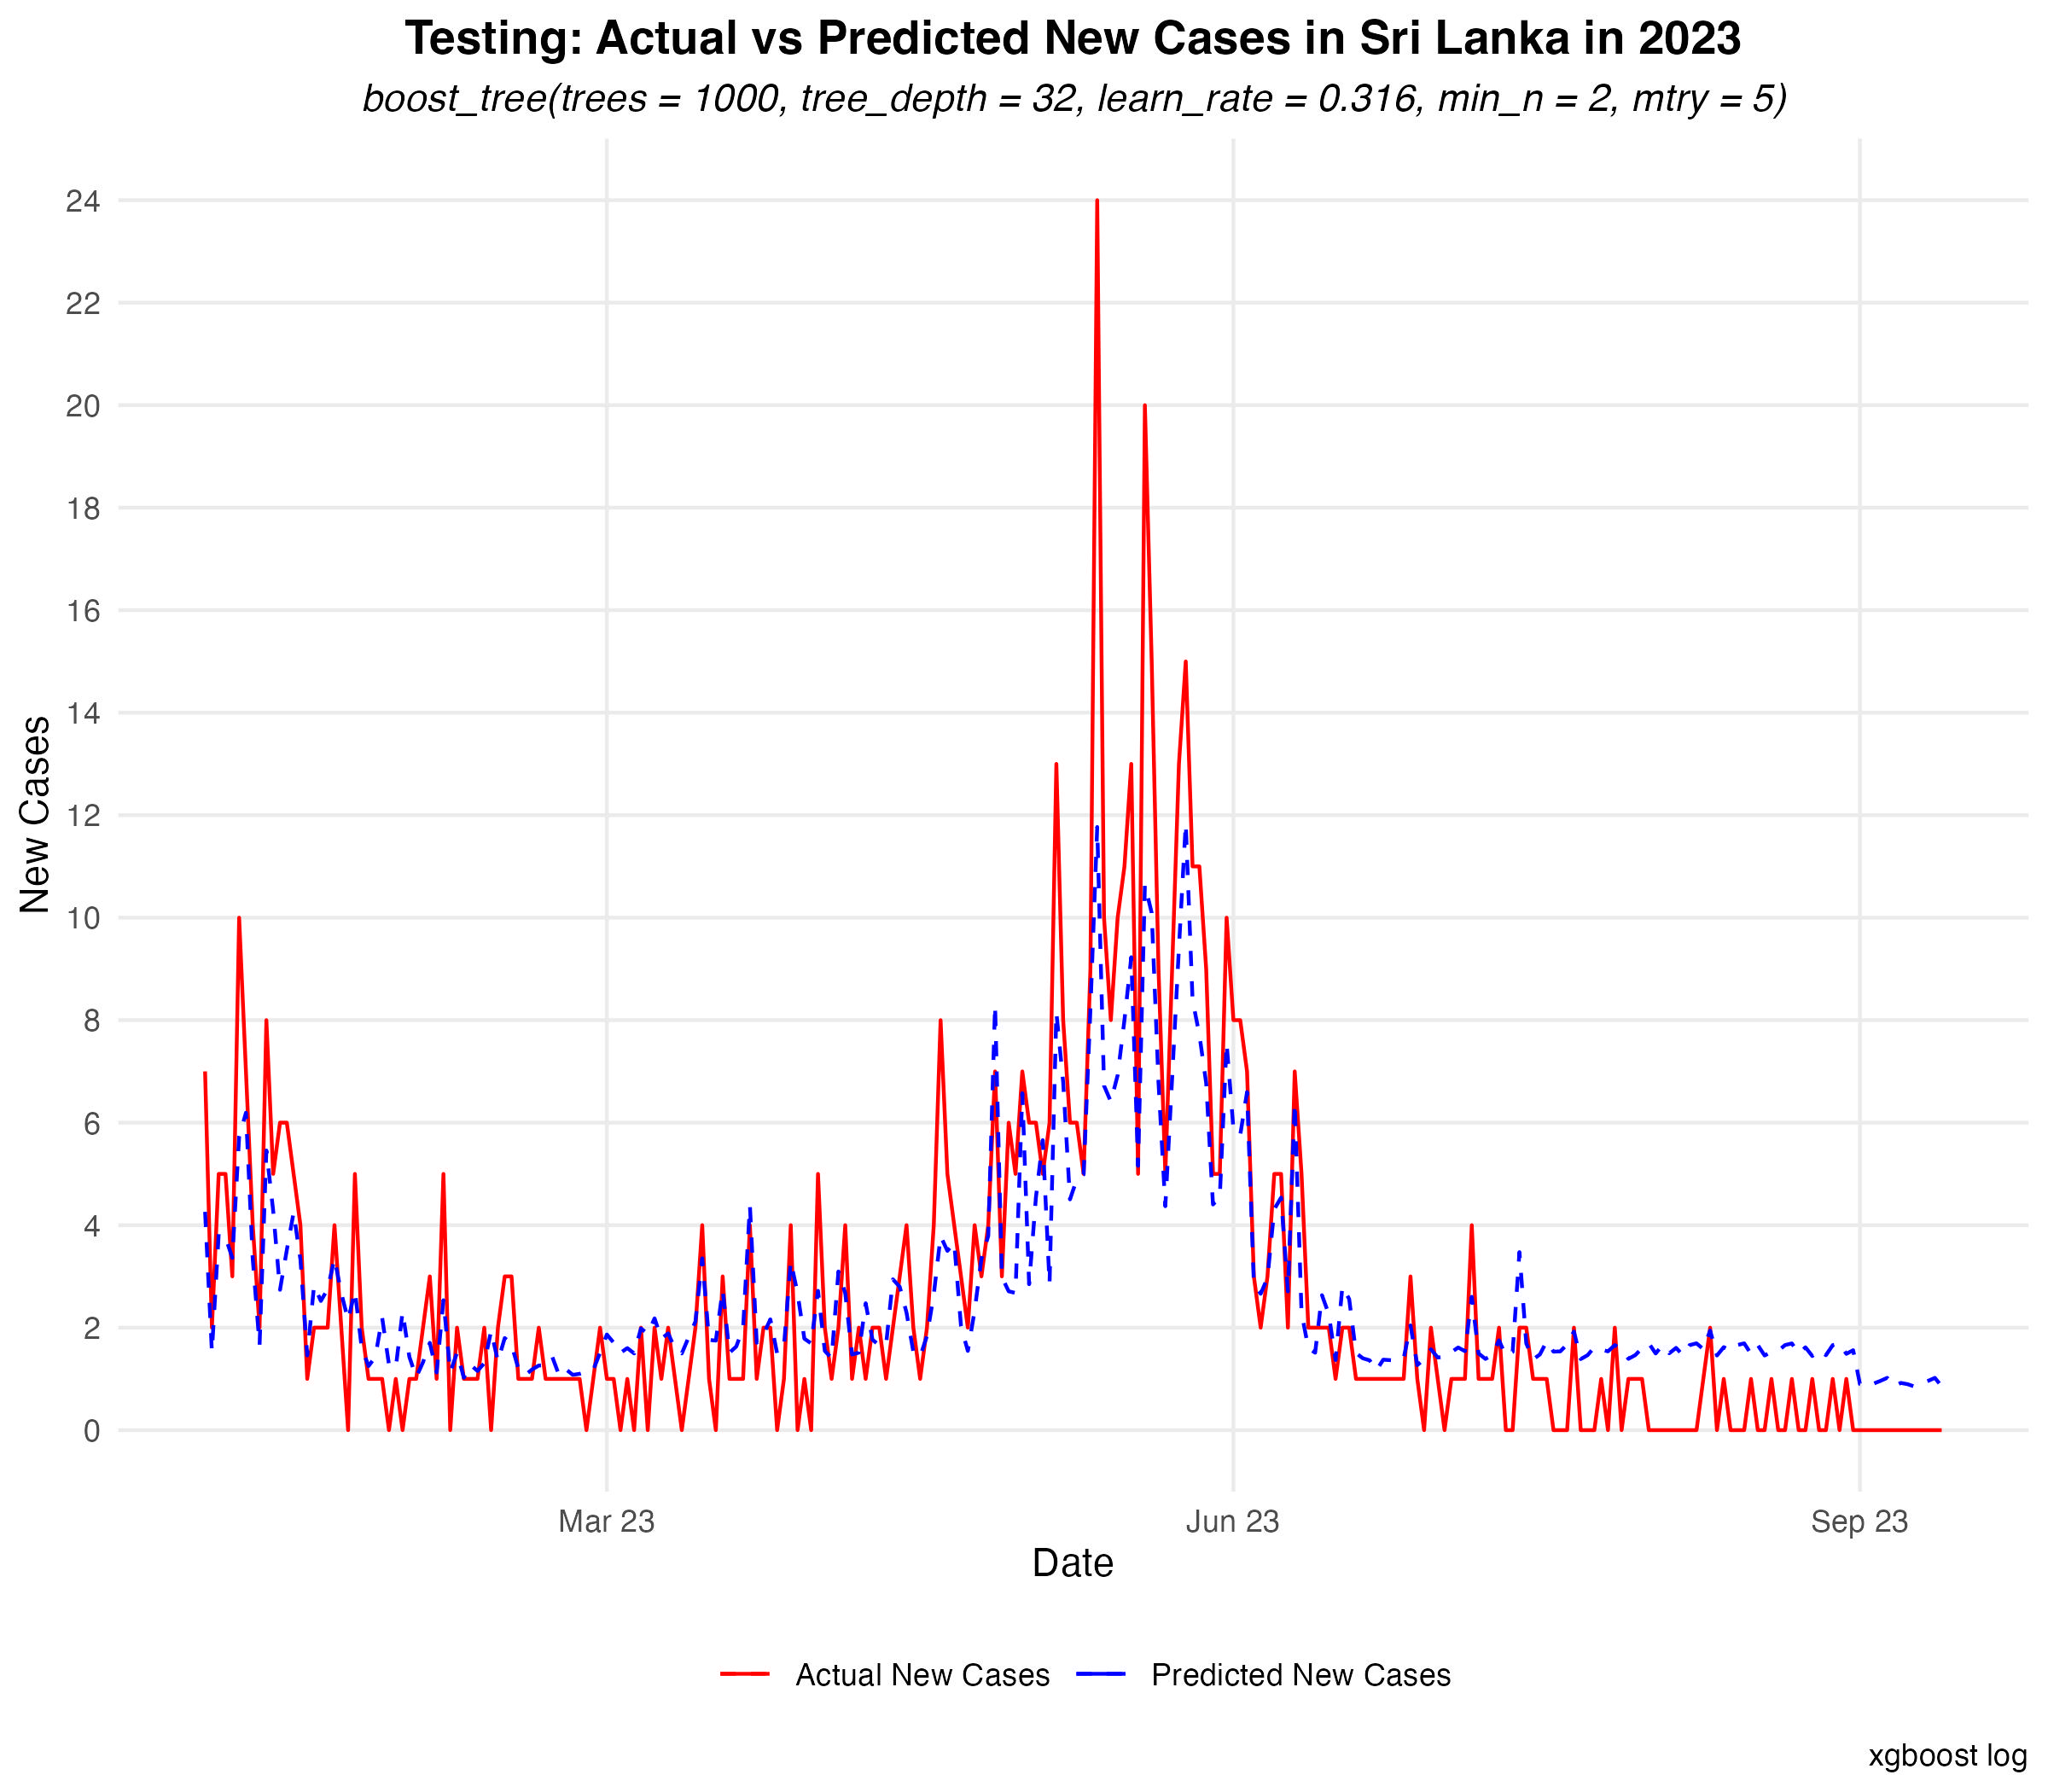 Testing: Actual vs Predicted New Cases in Sri Lanka in 2023
boost_tree(trees = 1000, tree_depth = 32, learn_rate = 0.316, min_n = 2, mtry = 5)
New Cases
24
22
20
18
16
14
12
10
8
6
4
2
0
Mar 23 Jun 23 Sep 23
Date
Actual New Cases Predicted New Cases
xgboost log